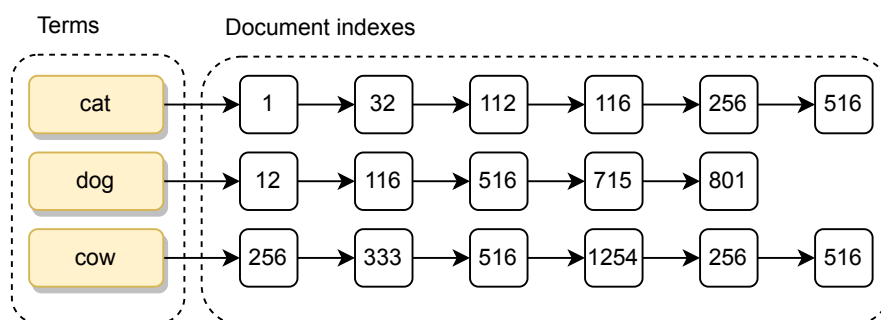 Terms Document indexes
cat 1 32 112 116 256 516
dog 12 116 516 715 801
cow 256 333 516 1254 256 516